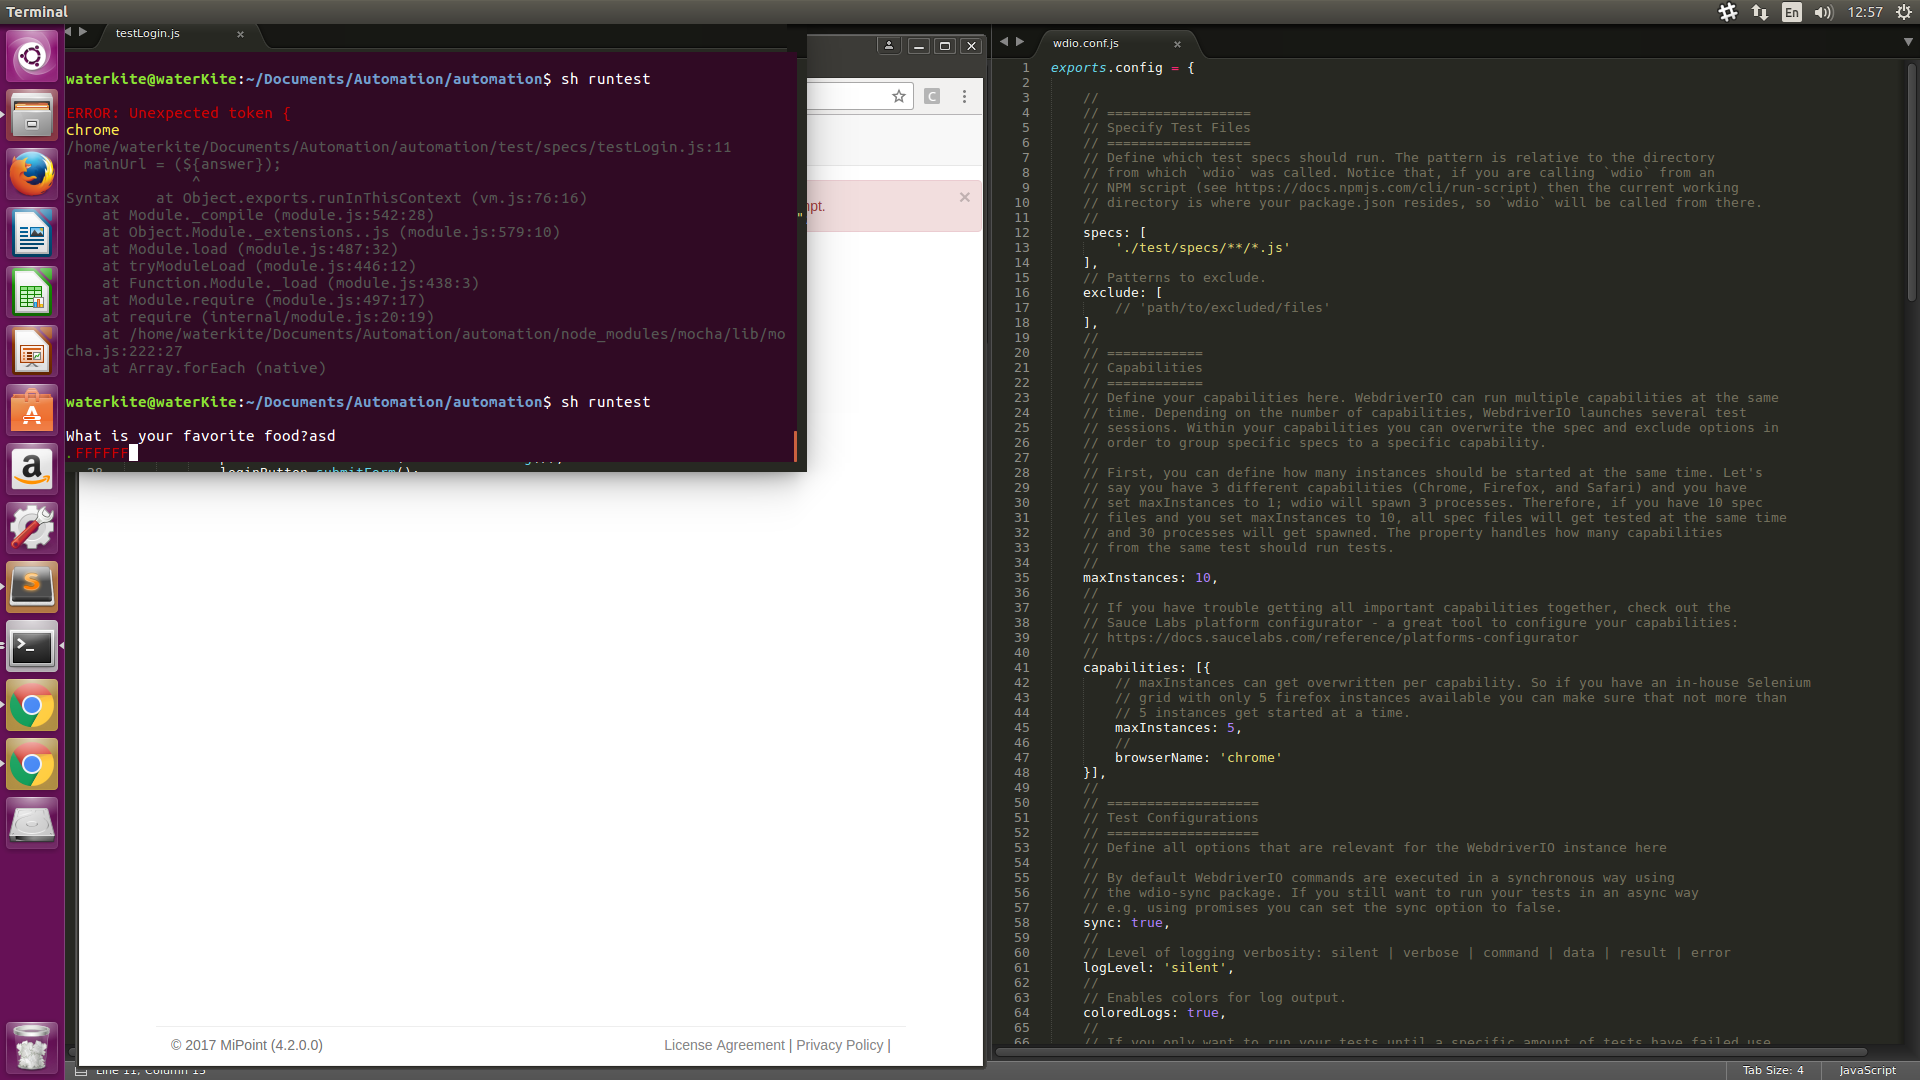 Terminal
En
12:57
testLogin.js
waterkite@waterKite:~/Documents/Automation/automation$ sh runtest
ERROR: Unexpected token {
chrome
/home/waterkite/Documents/Automation/automation/test/specs/testLogin.js:11
mainUrl = (${answer});
^
Syntax    at Object.exports.runInThisContext (vm.js:76:16)
at Module._compile (module.js:542:28)
at Object.Module._extensions..js (module.js:579:10)
at Module.load (module.js:487:32)
at tryModuleLoad (module.js:446:12)
at Function.Module._load (module.js:438:3)
at Module.require (module.js:497:17)
at require (internal/module.js:20:19)
at /home/waterkite/Documents/Automation/automation/node_modules/mocha/lib/mo
cha.js:222:27
at Array.forEach (native)
waterkite@waterKite:~/Documents/Automation/automation$ sh runtest
What is your favorite food?asd
.FFFFFF
loginButton.submitForm();
C
npt.
© 2017 MiPoint (4.2.0.0)
License Agreement | Privacy Policy |
Line 11, Column 15
wdio.conf.js
1 exports.config = {
2
3 //
4 // ==================
5 // Specify Test Files
6 // ==================
7 // Define which test specs should run. The pattern is relative to the directory
8 // from which `wdio` was called. Notice that, if you are calling `wdio` from an
9 // NPM script (see https://docs.npmjs.com/cli/run-script) then the current working
10 // directory is where your package.json resides, so `wdio` will be called from there.
11 //
12 specs: [
13 './test/specs/**/*.js'
14 ],
15 // Patterns to exclude.
16 exclude: [
17 // 'path/to/excluded/files'
18 ],
19 //
20 // ============
21 // Capabilities
22 // ============
23 // Define your capabilities here. WebdriverIO can run multiple capabilities at the same
24 // time. Depending on the number of capabilities, WebdriverIO launches several test
25 // sessions. Within your capabilities you can overwrite the spec and exclude options in
26 // order to group specific specs to a specific capability.
27 //
28 // First, you can define how many instances should be started at the same time. Let's
29 // say you have 3 different capabilities (Chrome, Firefox, and Safari) and you have
30 // set maxInstances to 1; wdio will spawn 3 processes. Therefore, if you have 10 spec
31 // files and you set maxInstances to 10, all spec files will get tested at the same time
32 // and 30 processes will get spawned. The property handles how many capabilities
33 // from the same test should run tests.
34 //
35 maxInstances: 10,
36 //
37 // If you have trouble getting all important capabilities together, check out the
38 // Sauce Labs platform configurator - a great tool to configure your capabilities:
39 // https://docs.saucelabs.com/reference/platforms-configurator
40 //
41 capabilities: [{
42 // maxInstances can get overwritten per capability. So if you have an in-house Selenium
43 // grid with only 5 firefox instances available you can make sure that not more than
44 // 5 instances get started at a time.
45 maxInstances: 5,
46 //
47 browserName: 'chrome'
48 }],
49 //
50 // ===================
51 // Test Configurations
52 // ===================
53 // Define all options that are relevant for the WebdriverIO instance here
54 //
55 // By default WebdriverIO commands are executed in a synchronous way using
56 // the wdio-sync package. If you still want to run your tests in an async way
57 // e.g. using promises you can set the sync option to false.
58 sync: true,
59 //
60 // Level of logging verbosity: silent | verbose | command | data | result | error
61 logLevel: 'silent',
62 //
63 // Enables colors for log output.
64 coloredLogs: true,
65 //
66 // If you only want to run your tests until a specific amount of tests have failed use
Tab Size: 4
JavaScript